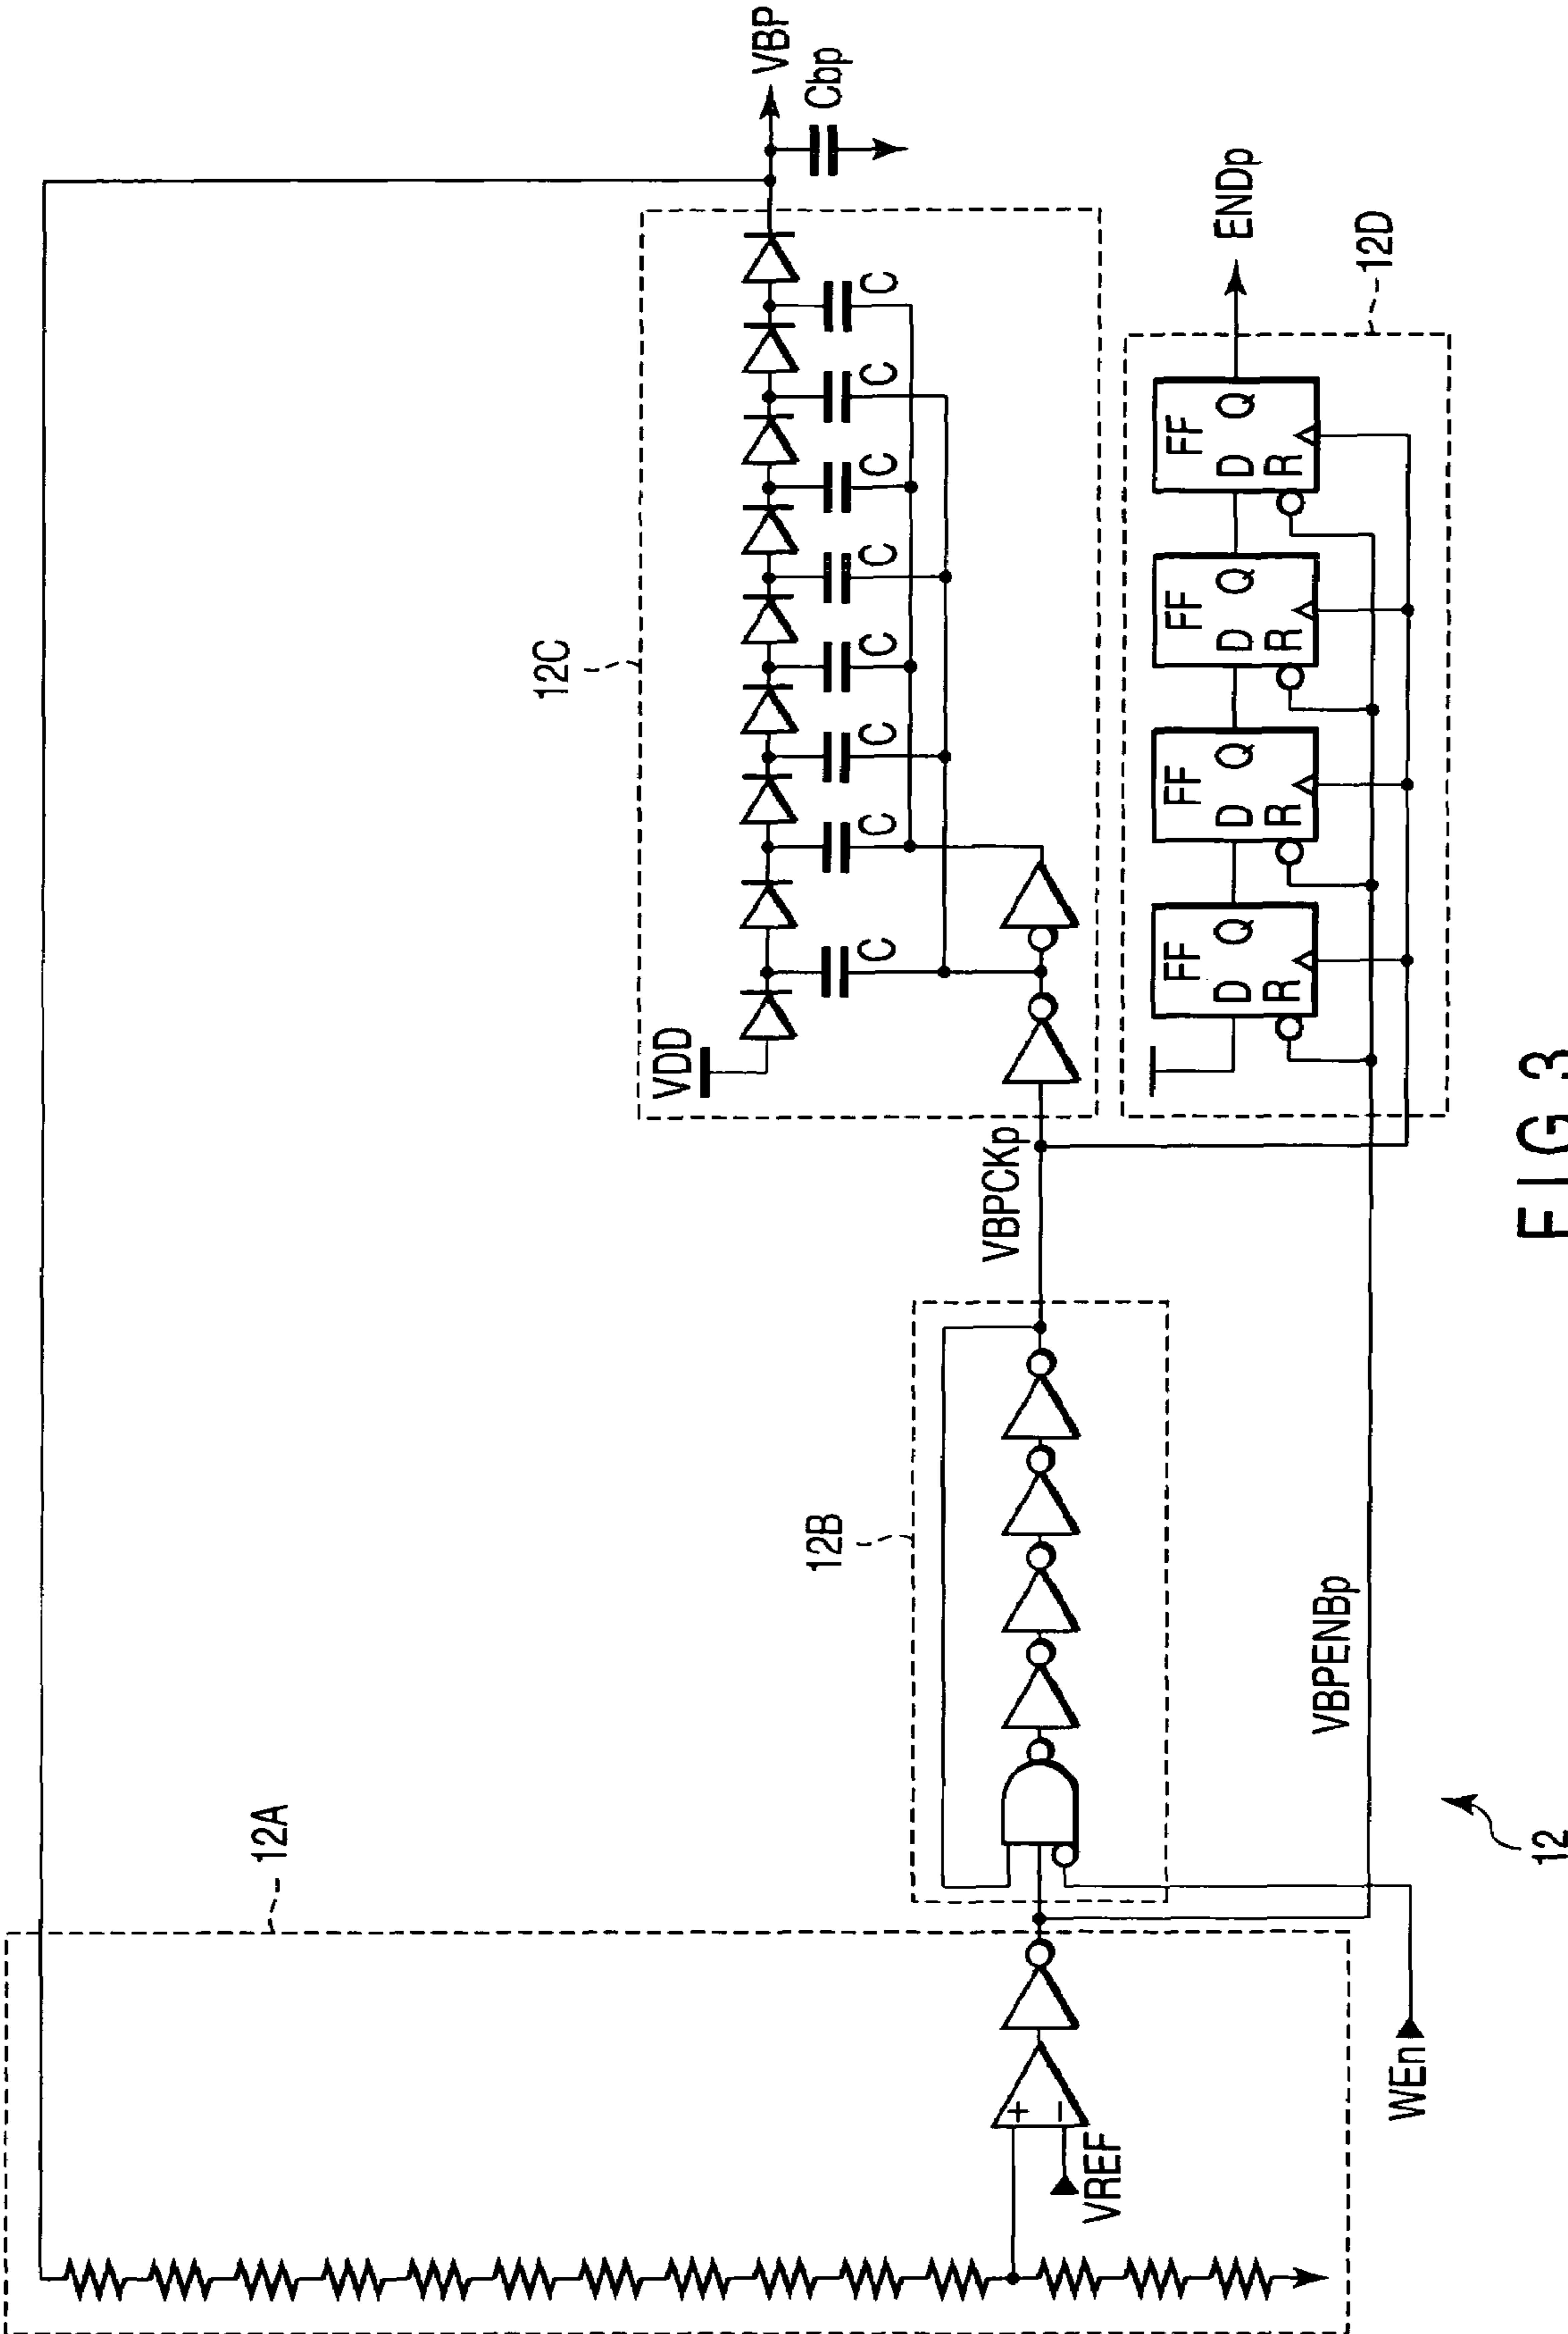 12A
VREF
WEn
12
VBPENBp
12B
VBPCKp
12C
VDD
C
C
C
C
C
C
C
C
VBP
Cbp
FF
D
Q
R
FF
D
Q
R
FF
D
Q
R
FF
D
Q
R
ENDp
12D
+
−
FIG. 3